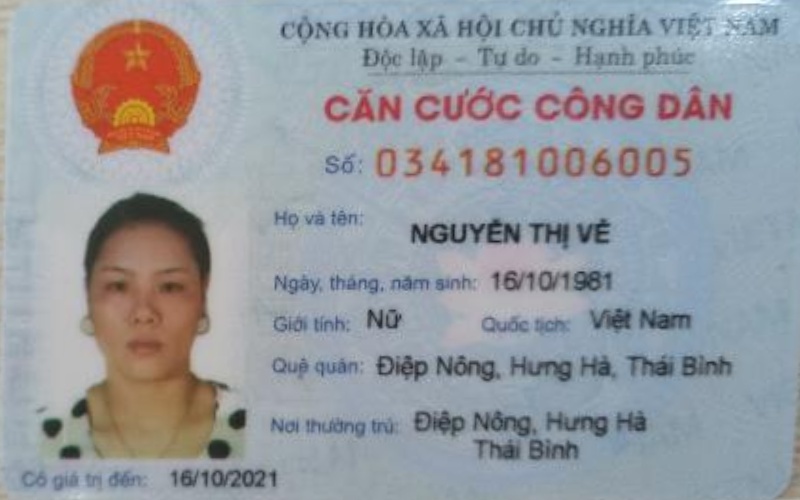 CỘNG HÒA XÃ HỘI CHỦ NGHĨA VIỆT NAM
Độc lập - Tự do - Hạnh phúc
CĂN CƯỚC CÔNG DÂN
Số: 034181006005
Họ và tên: NGUYỄN THỊ VẺ
Ngày, tháng, năm sinh: 16/10/1981
Giới tính: Nữ Quốc tịch: Việt Nam
Quê quán: Điệp Nông, Hưng Hà, Thái Bình
Nơi thường trú: Điệp Nông, Hưng Hà
Thái Bình
Có giá trị đến: 16/10/2021